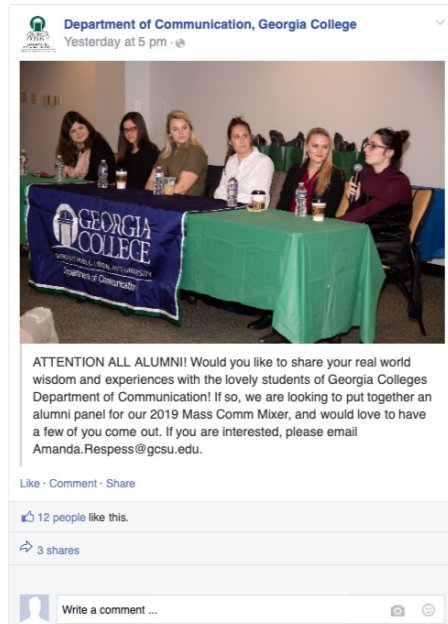 Department of Communication, Georgia College
Yesterday at 5 pm ·
GEORGIA
COLLEGE
Department of Communication
ATTENTION ALL ALUMNI! Would you like to share your real world
wisdom and experiences with the lovely students of Georgia Colleges
Department of Communication! If so, we are looking to put together an
alumni panel for our 2019 Mass Comm Mixer, and would love to have
a few of you come out. If you are interested, please email
Amanda.Respess@gcsu.edu.
Like · Comment · Share
12 people like this.
3 shares
Write a comment ...